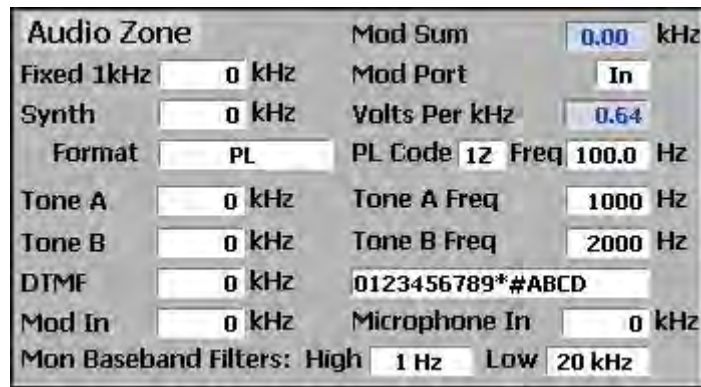 Audio Zone Mod Sum 0.00 kHz
Fixed 1kHz 0 kHz Mod Port In
Synth 0 kHz Volts Per kHz 0.64
Format PL PL Code 1Z Freq 100.0 Hz
Tone A 0 kHz Tone A Freq 1000 Hz
Tone B 0 kHz Tone B Freq 2000 Hz
DTMF 0 kHz 0123456789*#ABCD
Mod In 0 kHz Microphone In 0 kHz
Mon Baseband Filters: High 1 Hz Low 20 kHz